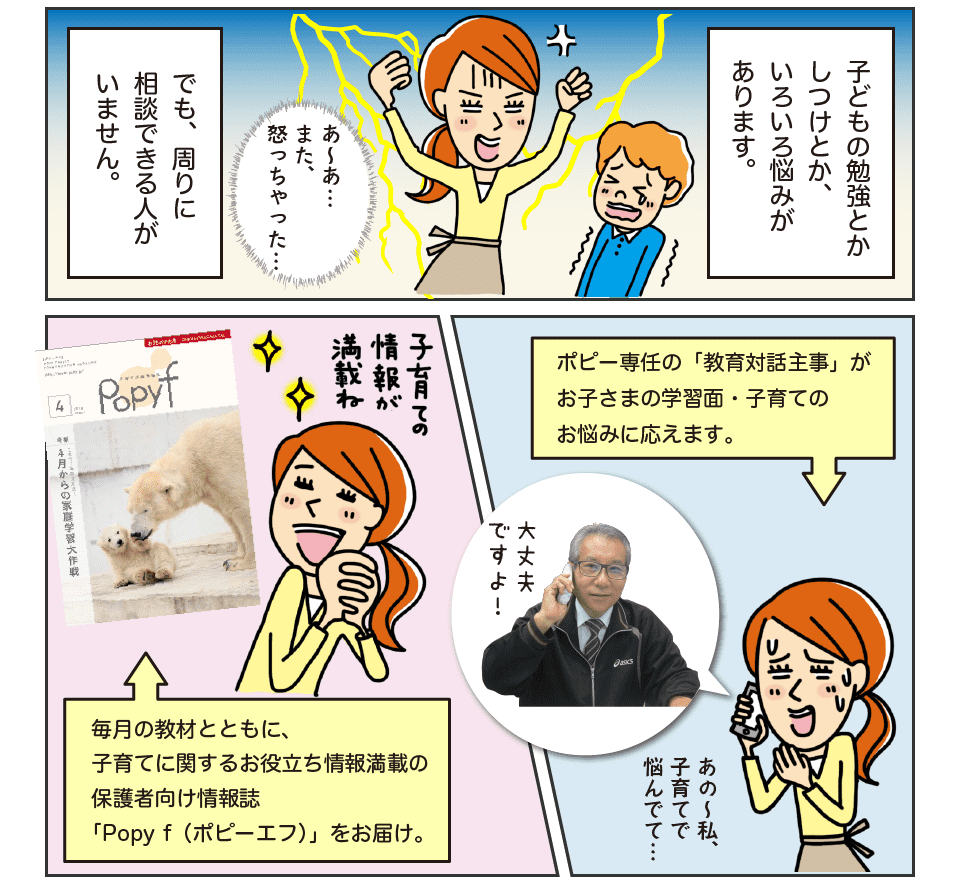 子どもの勉強とか
しつけとか、
いろいろ悩みが
あります。
あ～あ…
また、
怒っちゃった…
でも、周りに
相談できる人が
いません。
ポピー専任の「教育対話主事」が
お子さまの学習面・子育ての
お悩みに応えます。
大丈夫
ですよ！
asics
あの～私、
子育てで
悩んでて…
子育ての
情報が
満載ね
Popyf
4
4月からの家庭学習大作戦
毎月の教材とともに、
子育てに関するお役立ち情報満載の
保護者向け情報誌
「Popy f（ポピーエフ）」をお届け。